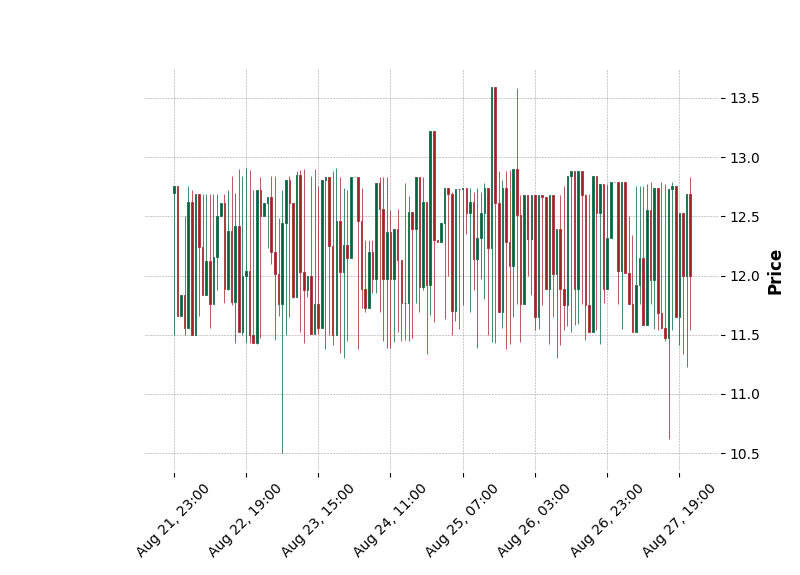 13.5
13.0
12.5
12.0
11.5
11.0
10.5
Price
Aug 21, 23:00
Aug 22, 19:00
Aug 23, 15:00
Aug 24, 11:00
Aug 25, 07:00
Aug 26, 03:00
Aug 26, 23:00
Aug 27, 19:00